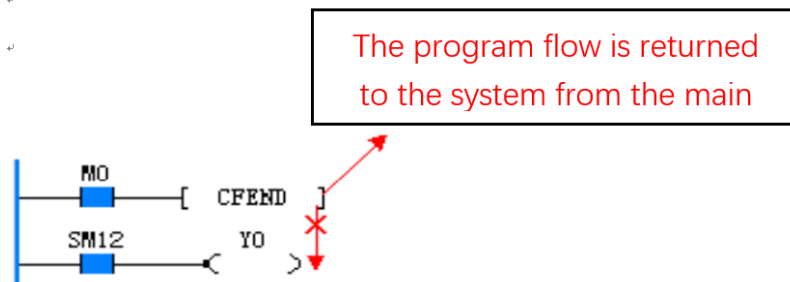 The program flow is returned
to the system from the main
M0
[ CFEND ]
SM12
Y0